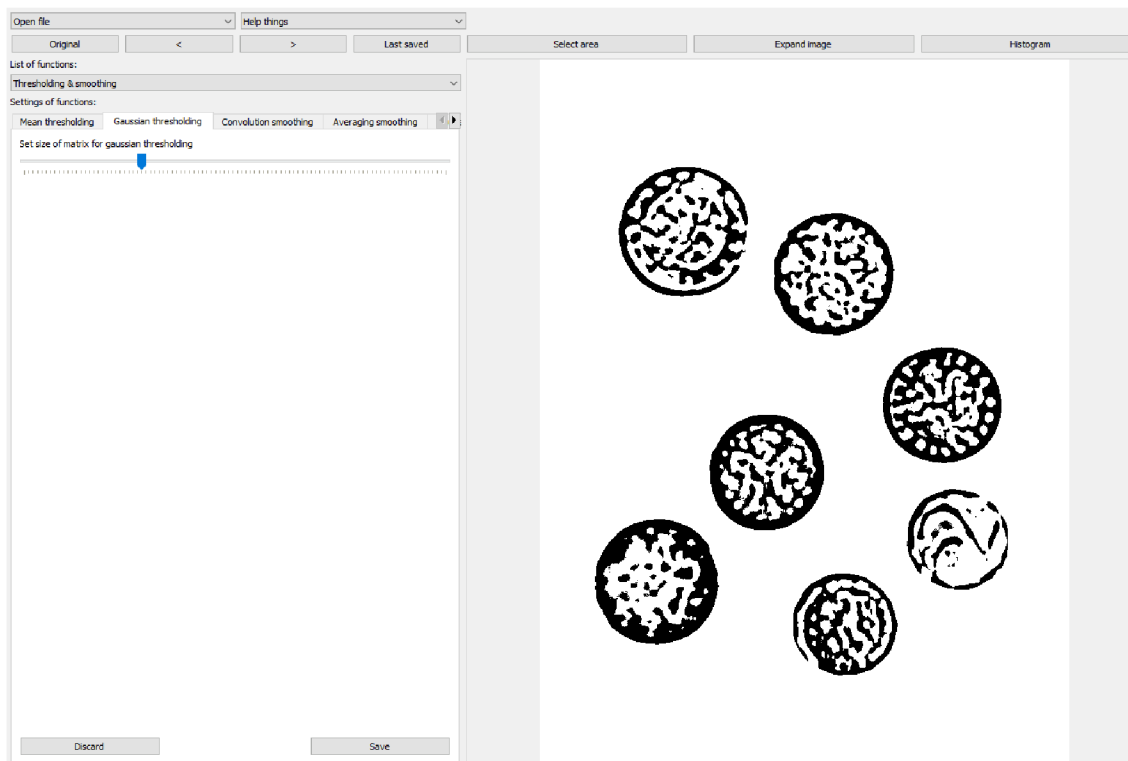 Open file Help things
Original < > Last saved Select area Expand image Histogram
List of functions:
Thresholding & smoothing
Settings of functions:
Mean thresholding Gaussian thresholding Convolution smoothing Averaging smoothing
Set size of matrix for gaussian thresholding
Discard Save